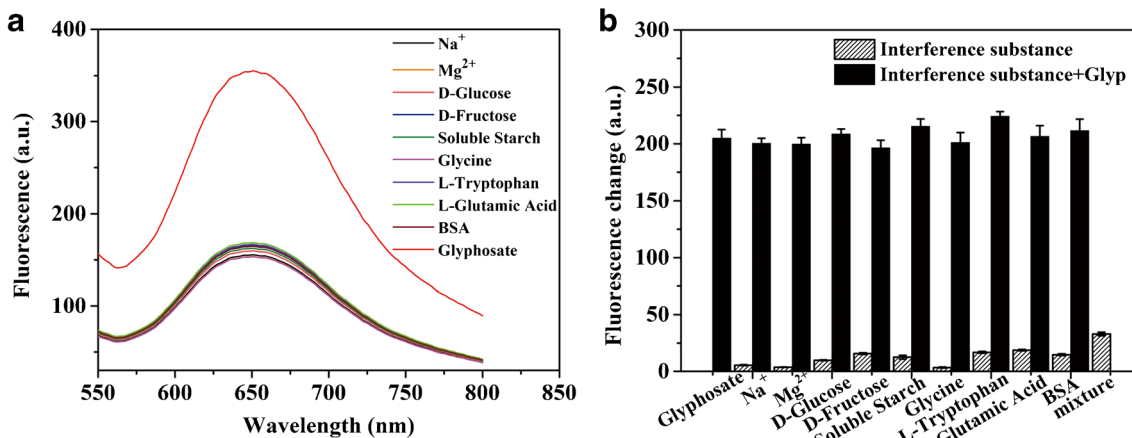 a
400
300
200
100
550
600
650
700
750
800
850
Fluorescence (a.u.)
Wavelength (nm)
Na⁺
Mg²⁺
D-Glucose
D-Fructose
Soluble Starch
Glycine
L-Tryptophan
L-Glutamic Acid
BSA
Glyphosate
b
300
250
200
150
100
50
0
Fluorescence change (a.u.)
Interference substance
Interference substance+Glyp
Glyphosate
Na⁺
Mg²⁺
D-Glucose
D-Fructose
Soluble Starch
Glycine
L-Tryptophan
Glutamic Acid
BSA
mixture